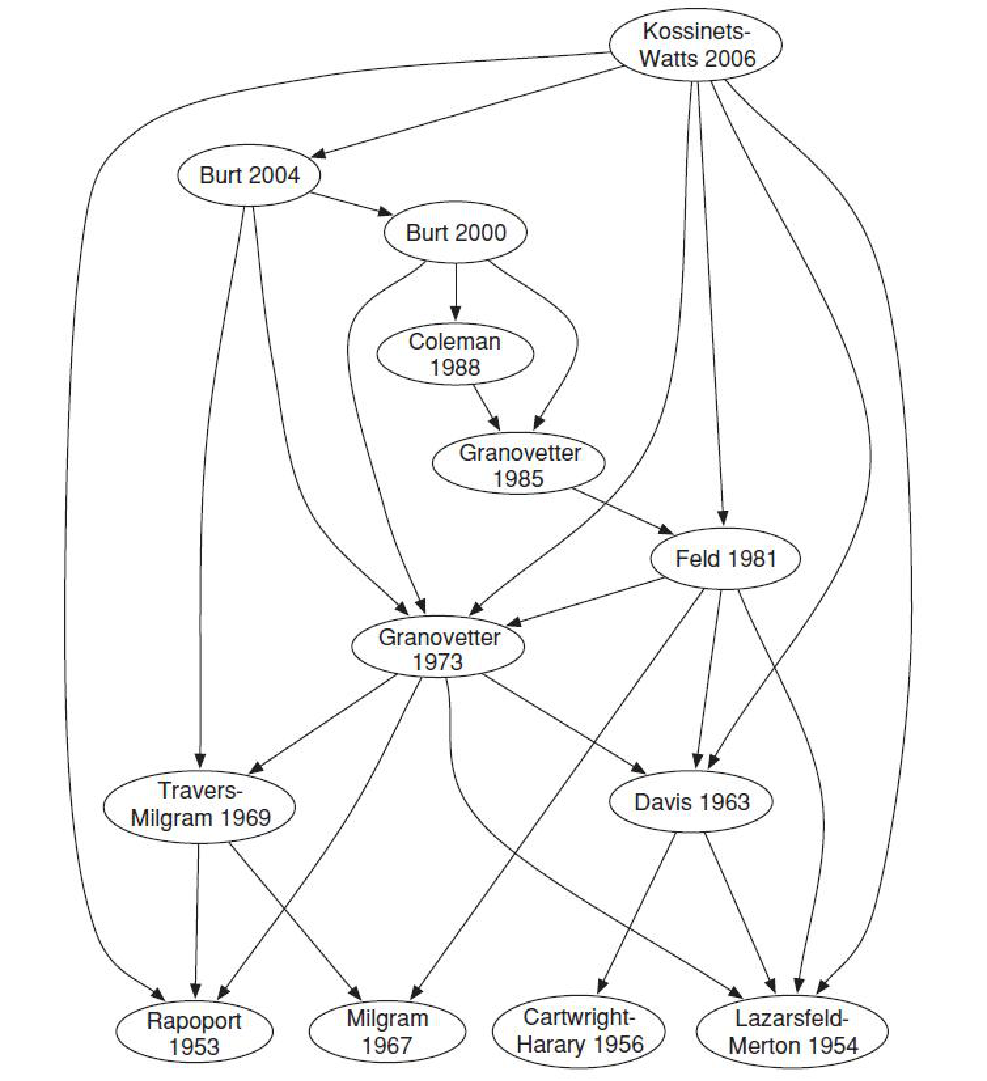 Kossinets-
Watts 2006
Burt 2004
Burt 2000
Coleman
1988
Granovetter
1985
Feld 1981
Granovetter
1973
Travers-
Milgram 1969
Davis 1963
Rapoport
1953
Milgram
1967
Cartwright-
Harary 1956
Lazarsfeld-
Merton 1954